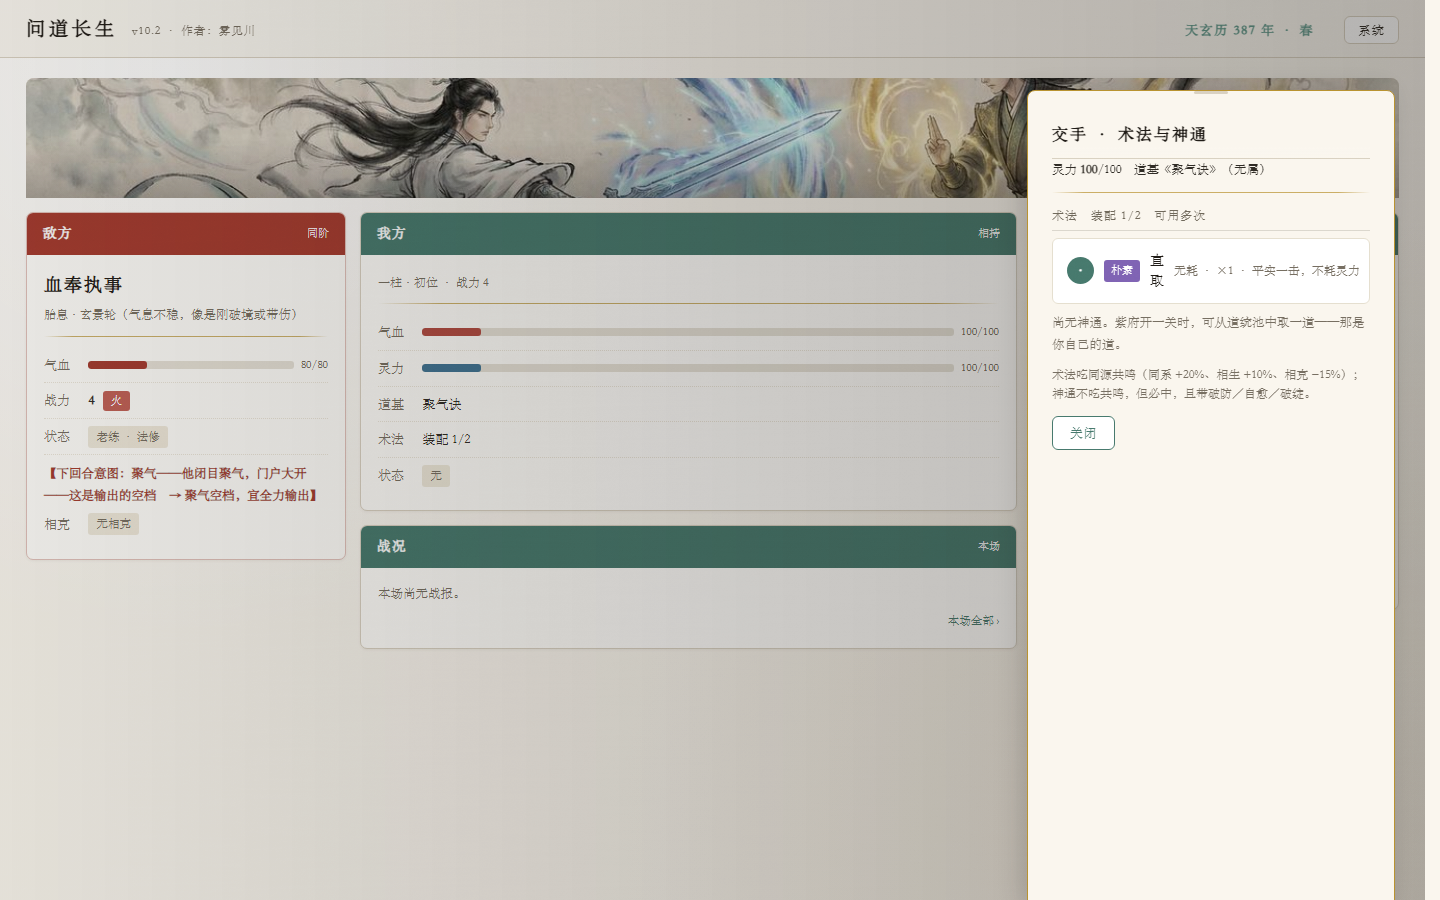 问道长生 v10.2 · 作者：雾见川
天玄历 387 年 · 春 系统
敌方 同阶
血奉执事
胎息 · 玄景轮（气息不稳，像是刚破境或带伤）
气血 80/80
战力 4 火
状态 老练 · 法修
【下回合意图：聚气——他闭目聚气，门户大开
——这是输出的空档 → 聚气空档，宜全力输出】
相克 无相克
我方 相持
一柱 · 初位 · 战力 4
气血 100/100
灵力 100/100
道基 聚气诀
术法 装配 1/2
状态 无
战况 本场
本场尚无战报。
本场全部 ›
交手 · 术法与神通
灵力 100/100 道基《聚气诀》（无属）
术法 装配 1/2 可用多次
朴素 直取 无耗 · ×1 · 平实一击，不耗灵力
尚无神通。紫府开一关时，可从道统池中取一道——那是
你自己的道。
术法吃同源共鸣（同系 +20%、相生 +10%、相克 −15%）；
神通不吃共鸣，但必中，且带破防／自愈／破绽。
关闭